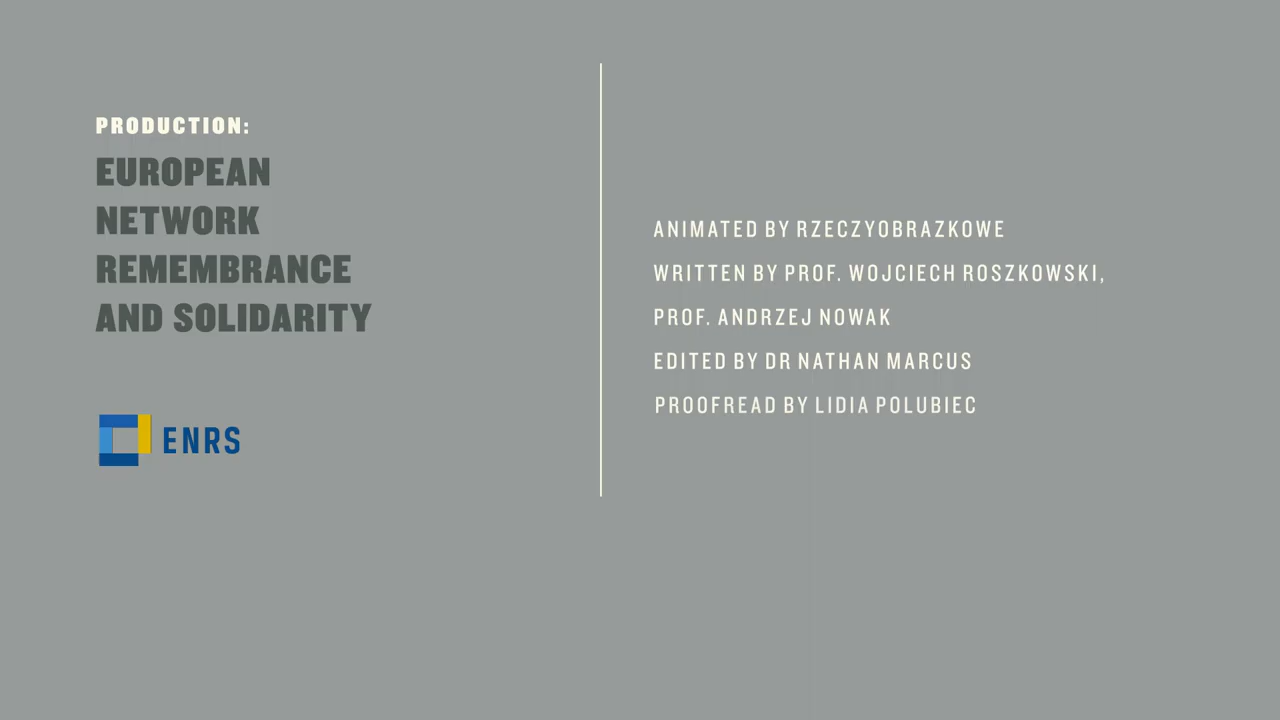 PRODUCTION:
EUROPEAN
NETWORK
REMEMBRANCE
AND SOLIDARITY
ENRS
ANIMATED BY RZECZYOBRAZKOWE
WRITTEN BY PROF. WOJCIECH ROSZKOWSKI,
PROF. ANDRZEJ NOWAK
EDITED BY DR NATHAN MARCUS
PROOFREAD BY LIDIA POLUBIEC